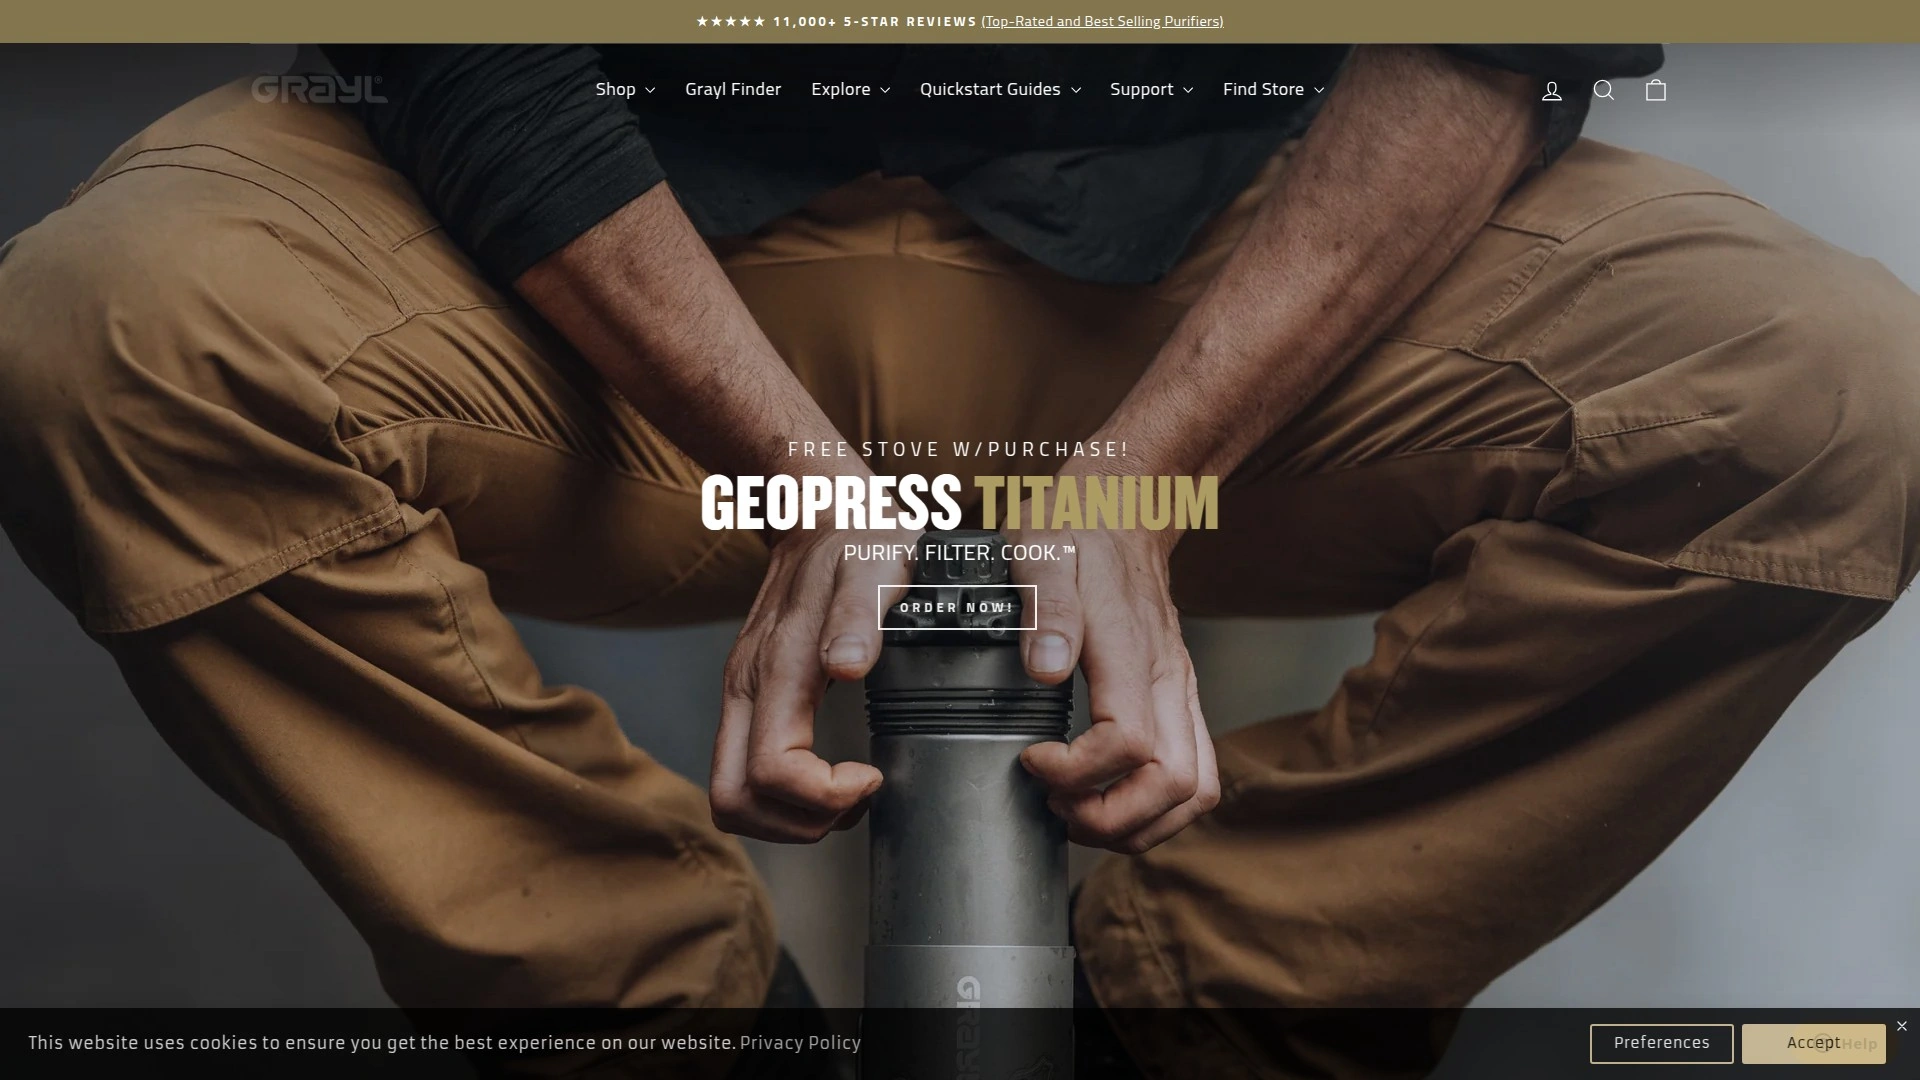 ★★★★★ 11,000+ 5-STAR REVIEWS (Top-Rated and Best Selling Purifiers)
GRAYL®
Shop Grayl Finder Explore Quickstart Guides Support Find Store
FREE STOVE W/PURCHASE!
GEOPRESS TITANIUM
PURIFY. FILTER. COOK.™
ORDER NOW!
This website uses cookies to ensure you get the best experience on our website. Privacy Policy
Preferences
Accept
Help